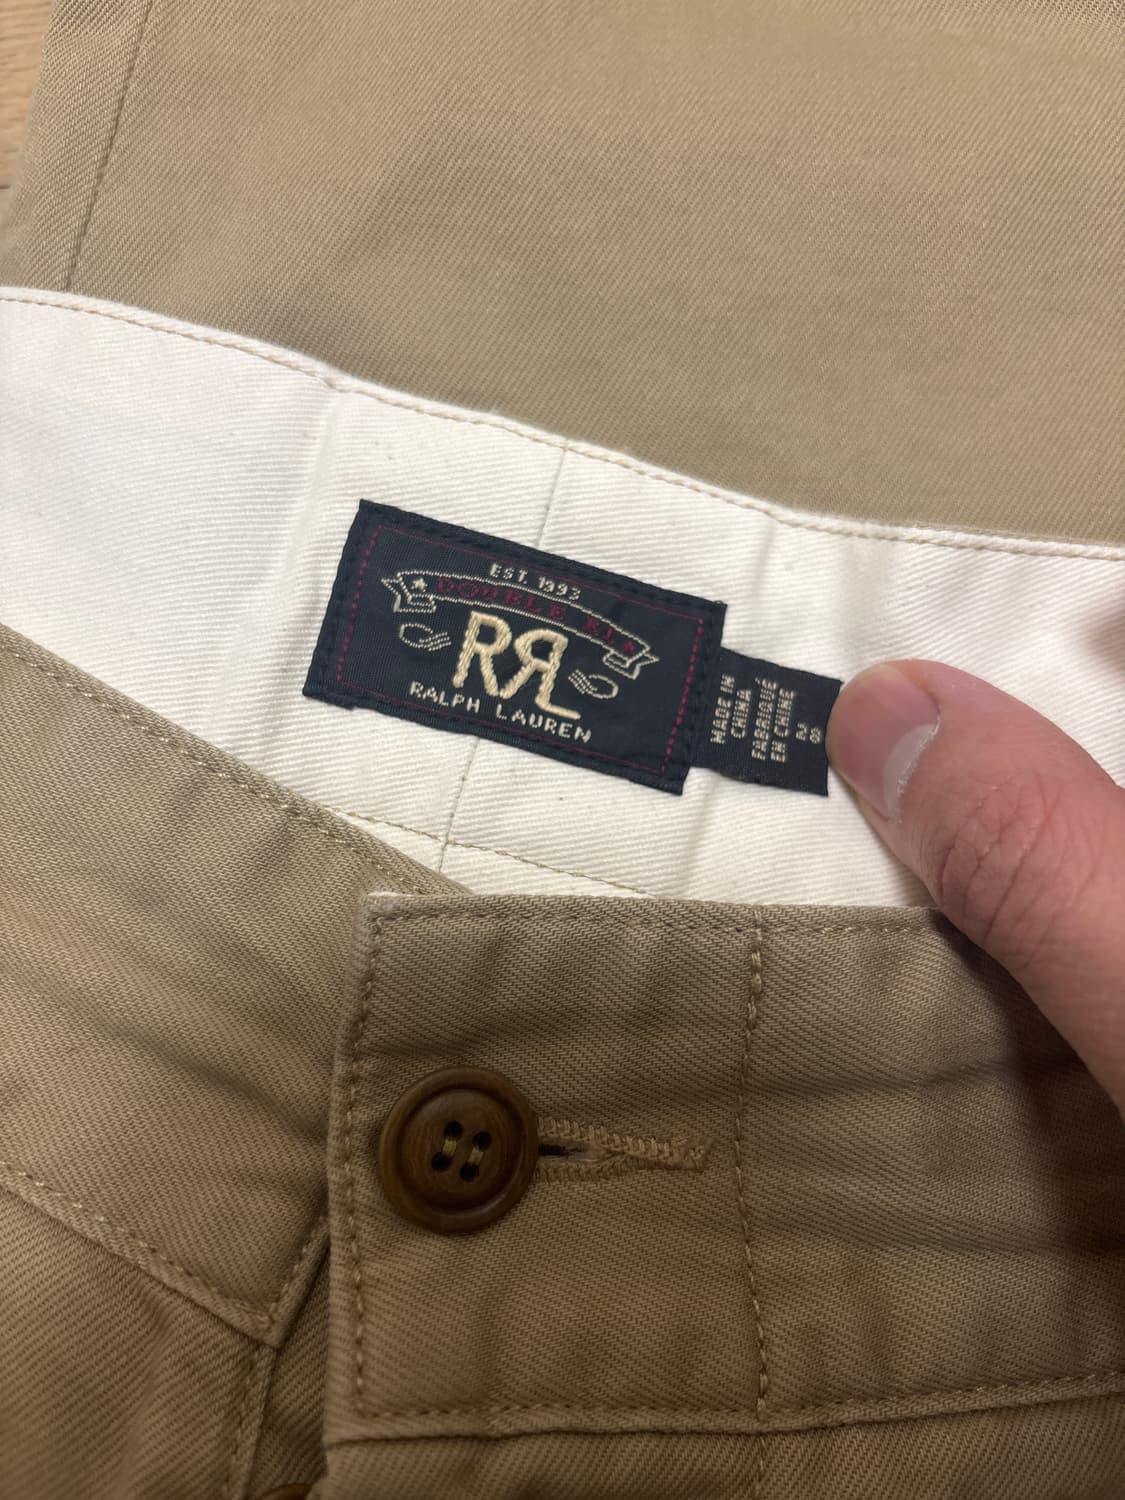 EST. 1993
DOUBLE RL
RRL
RALPH LAUREN
MADE IN
CHINA
FABRIQUÉ
EN CHINE
28